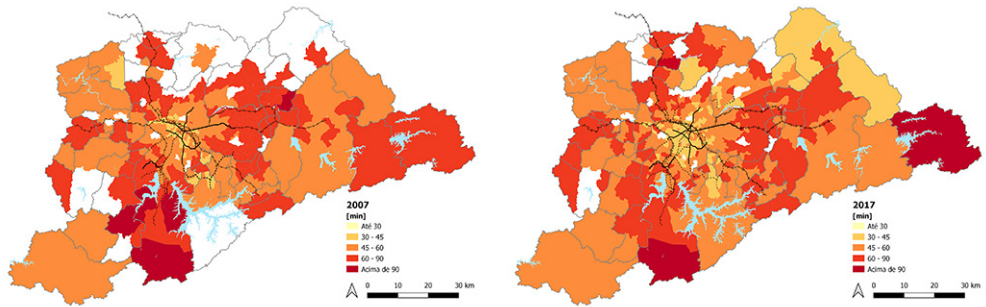 2007
[min]
Até 30
30 - 45
45 - 60
60 - 90
Acima de 90
0 10 20 30 km
2017
[min]
Até 30
30 - 45
45 - 60
60 - 90
Acima de 90
0 10 20 30 km